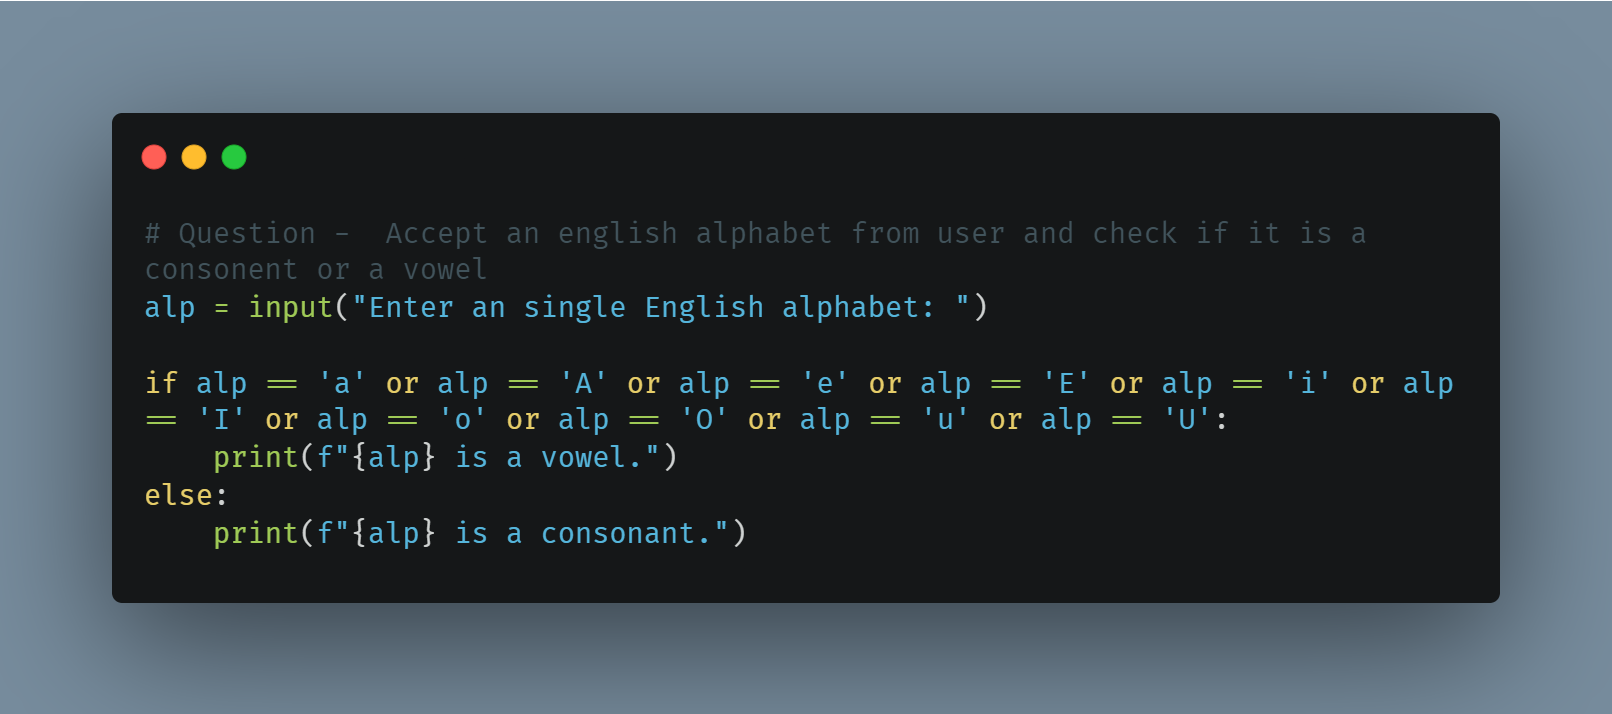 # Question -  Accept an english alphabet from user and check if it is a
consonent or a vowel
alp = input("Enter an single English alphabet: ")
if alp == 'a' or alp == 'A' or alp == 'e' or alp == 'E' or alp == 'i' or alp
== 'I' or alp == 'o' or alp == 'O' or alp == 'u' or alp == 'U':
    print(f"{alp} is a vowel.")
else:
    print(f"{alp} is a consonant.")